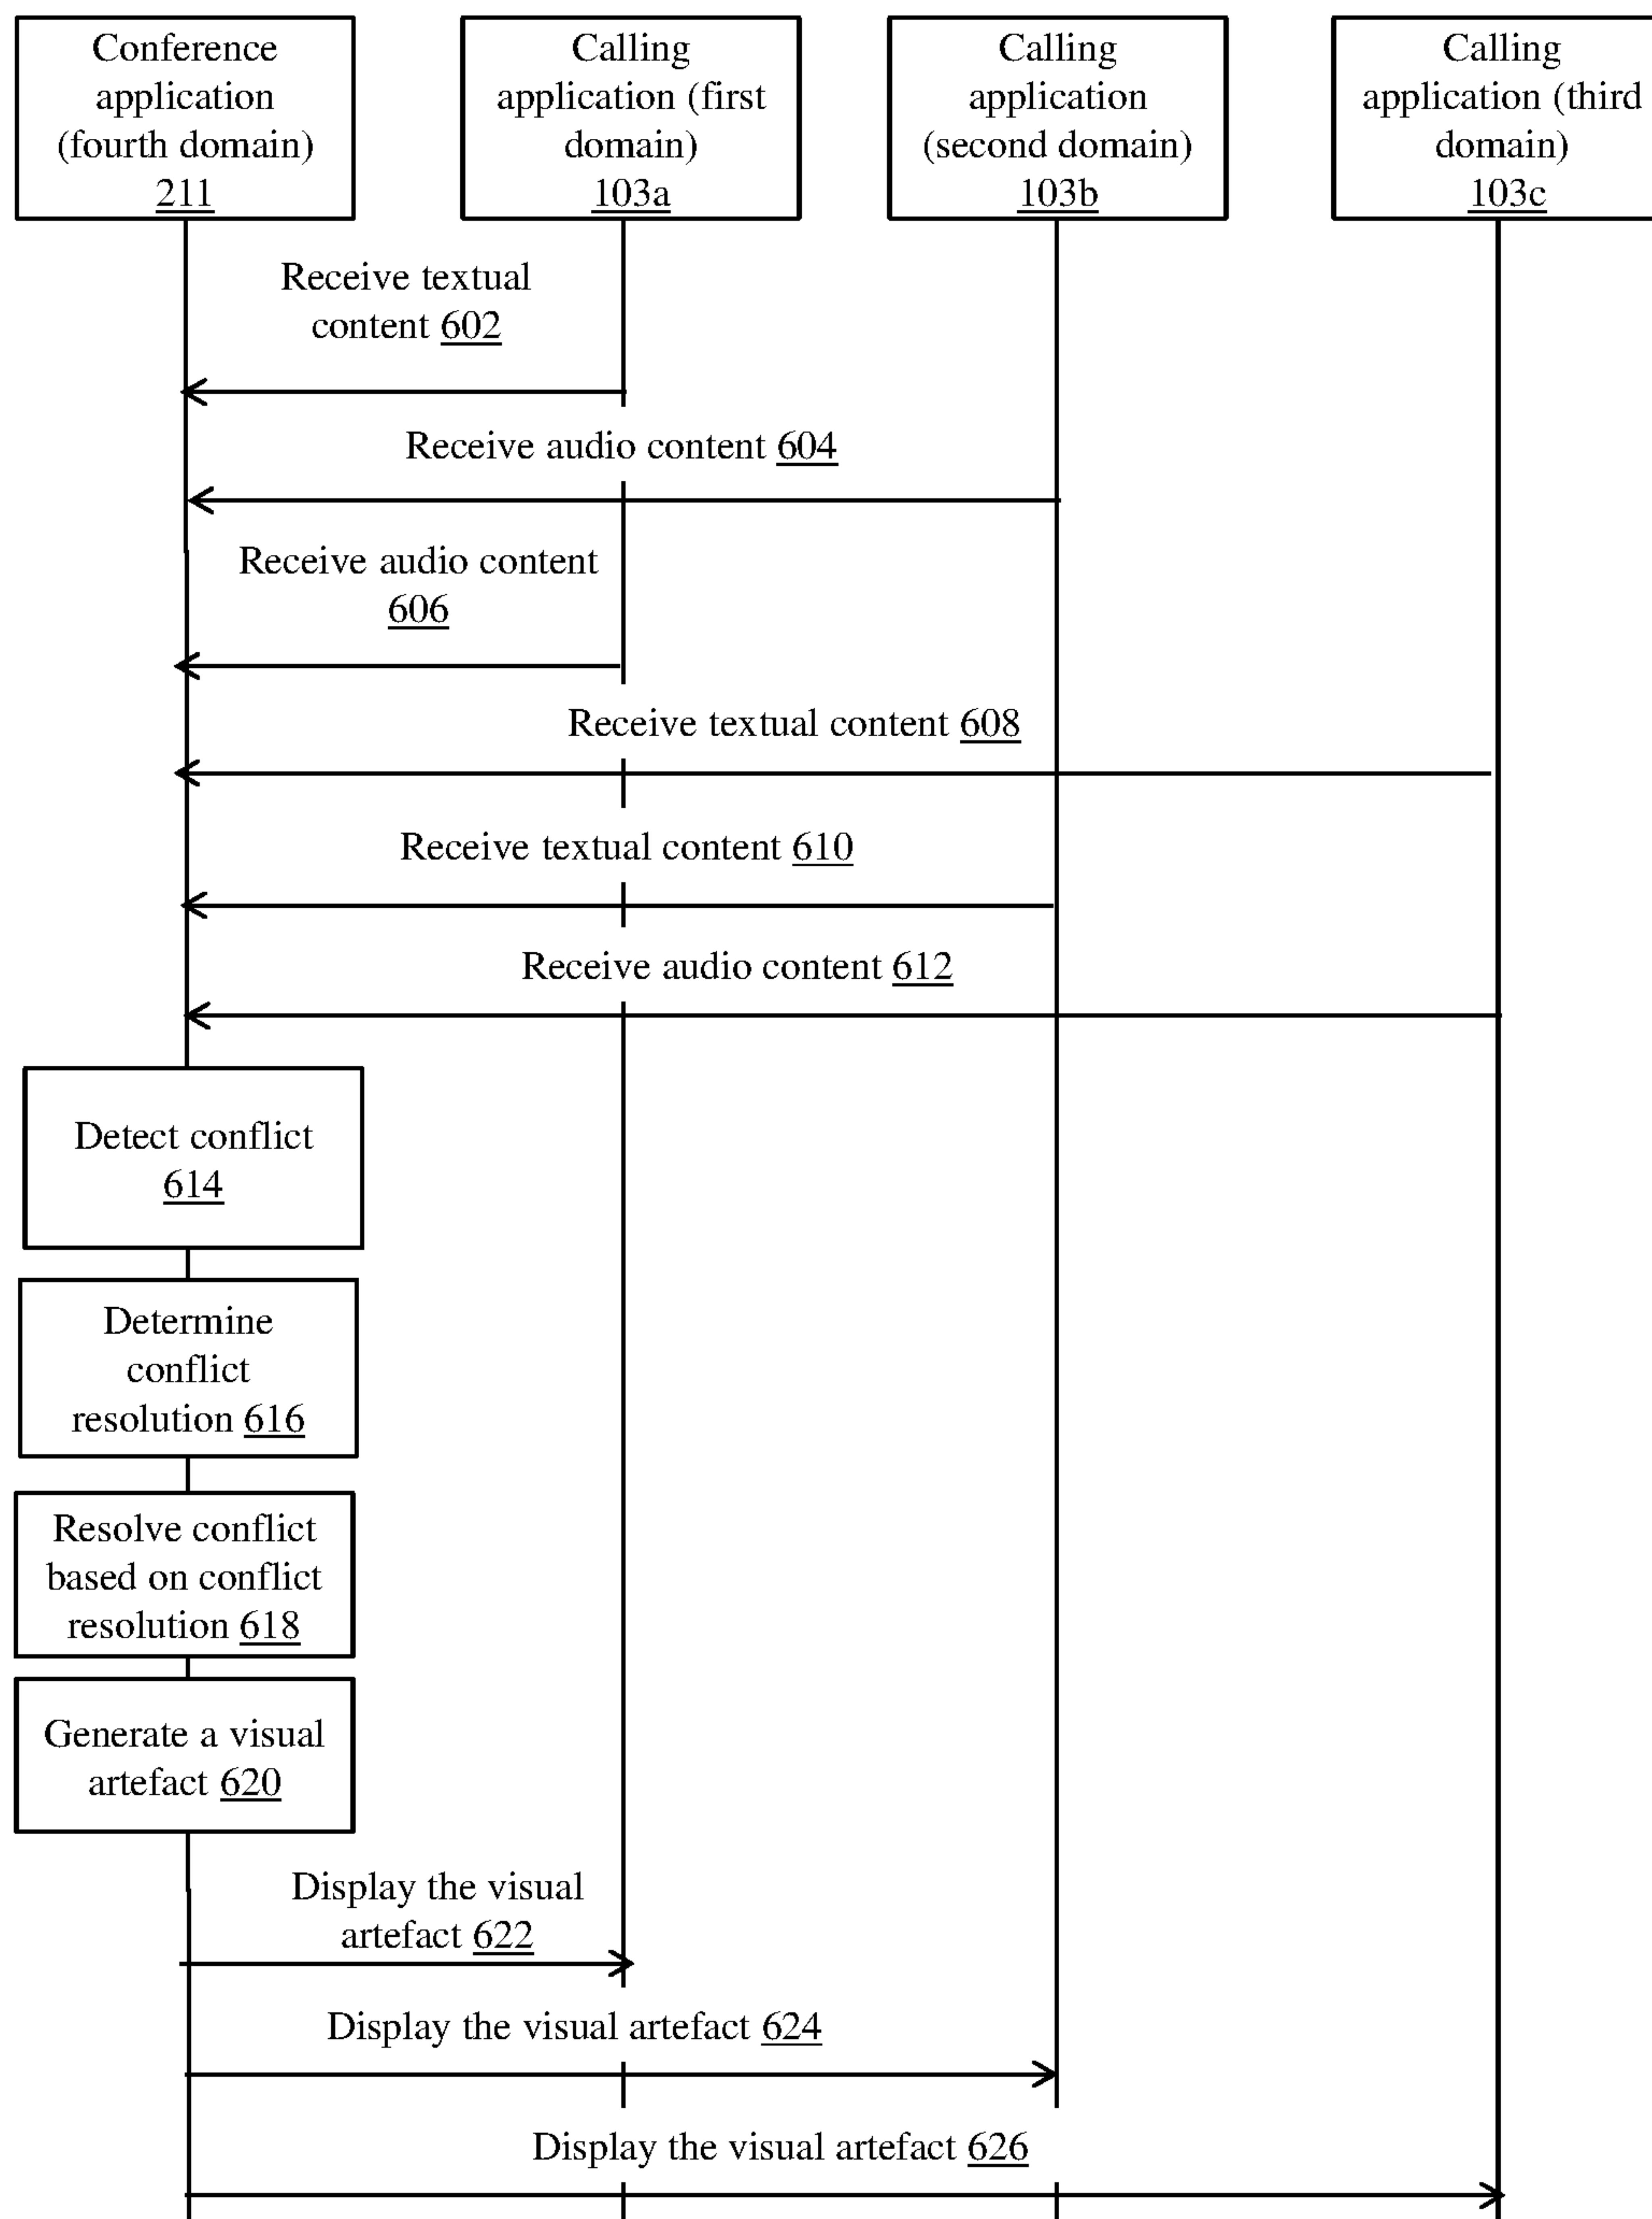 Conference
application
(fourth domain)
211
Calling
application (first
domain)
103a
Calling
application
(second domain)
103b
Calling
application (third
domain)
103c
Receive textual
content 602
Receive audio content 604
Receive audio content
606
Receive textual content 608
Receive textual content 610
Receive audio content 612
Detect conflict
614
Determine
conflict
resolution 616
Resolve conflict
based on conflict
resolution 618
Generate a visual
artefact 620
Display the visual
artefact 622
Display the visual artefact 624
Display the visual artefact 626